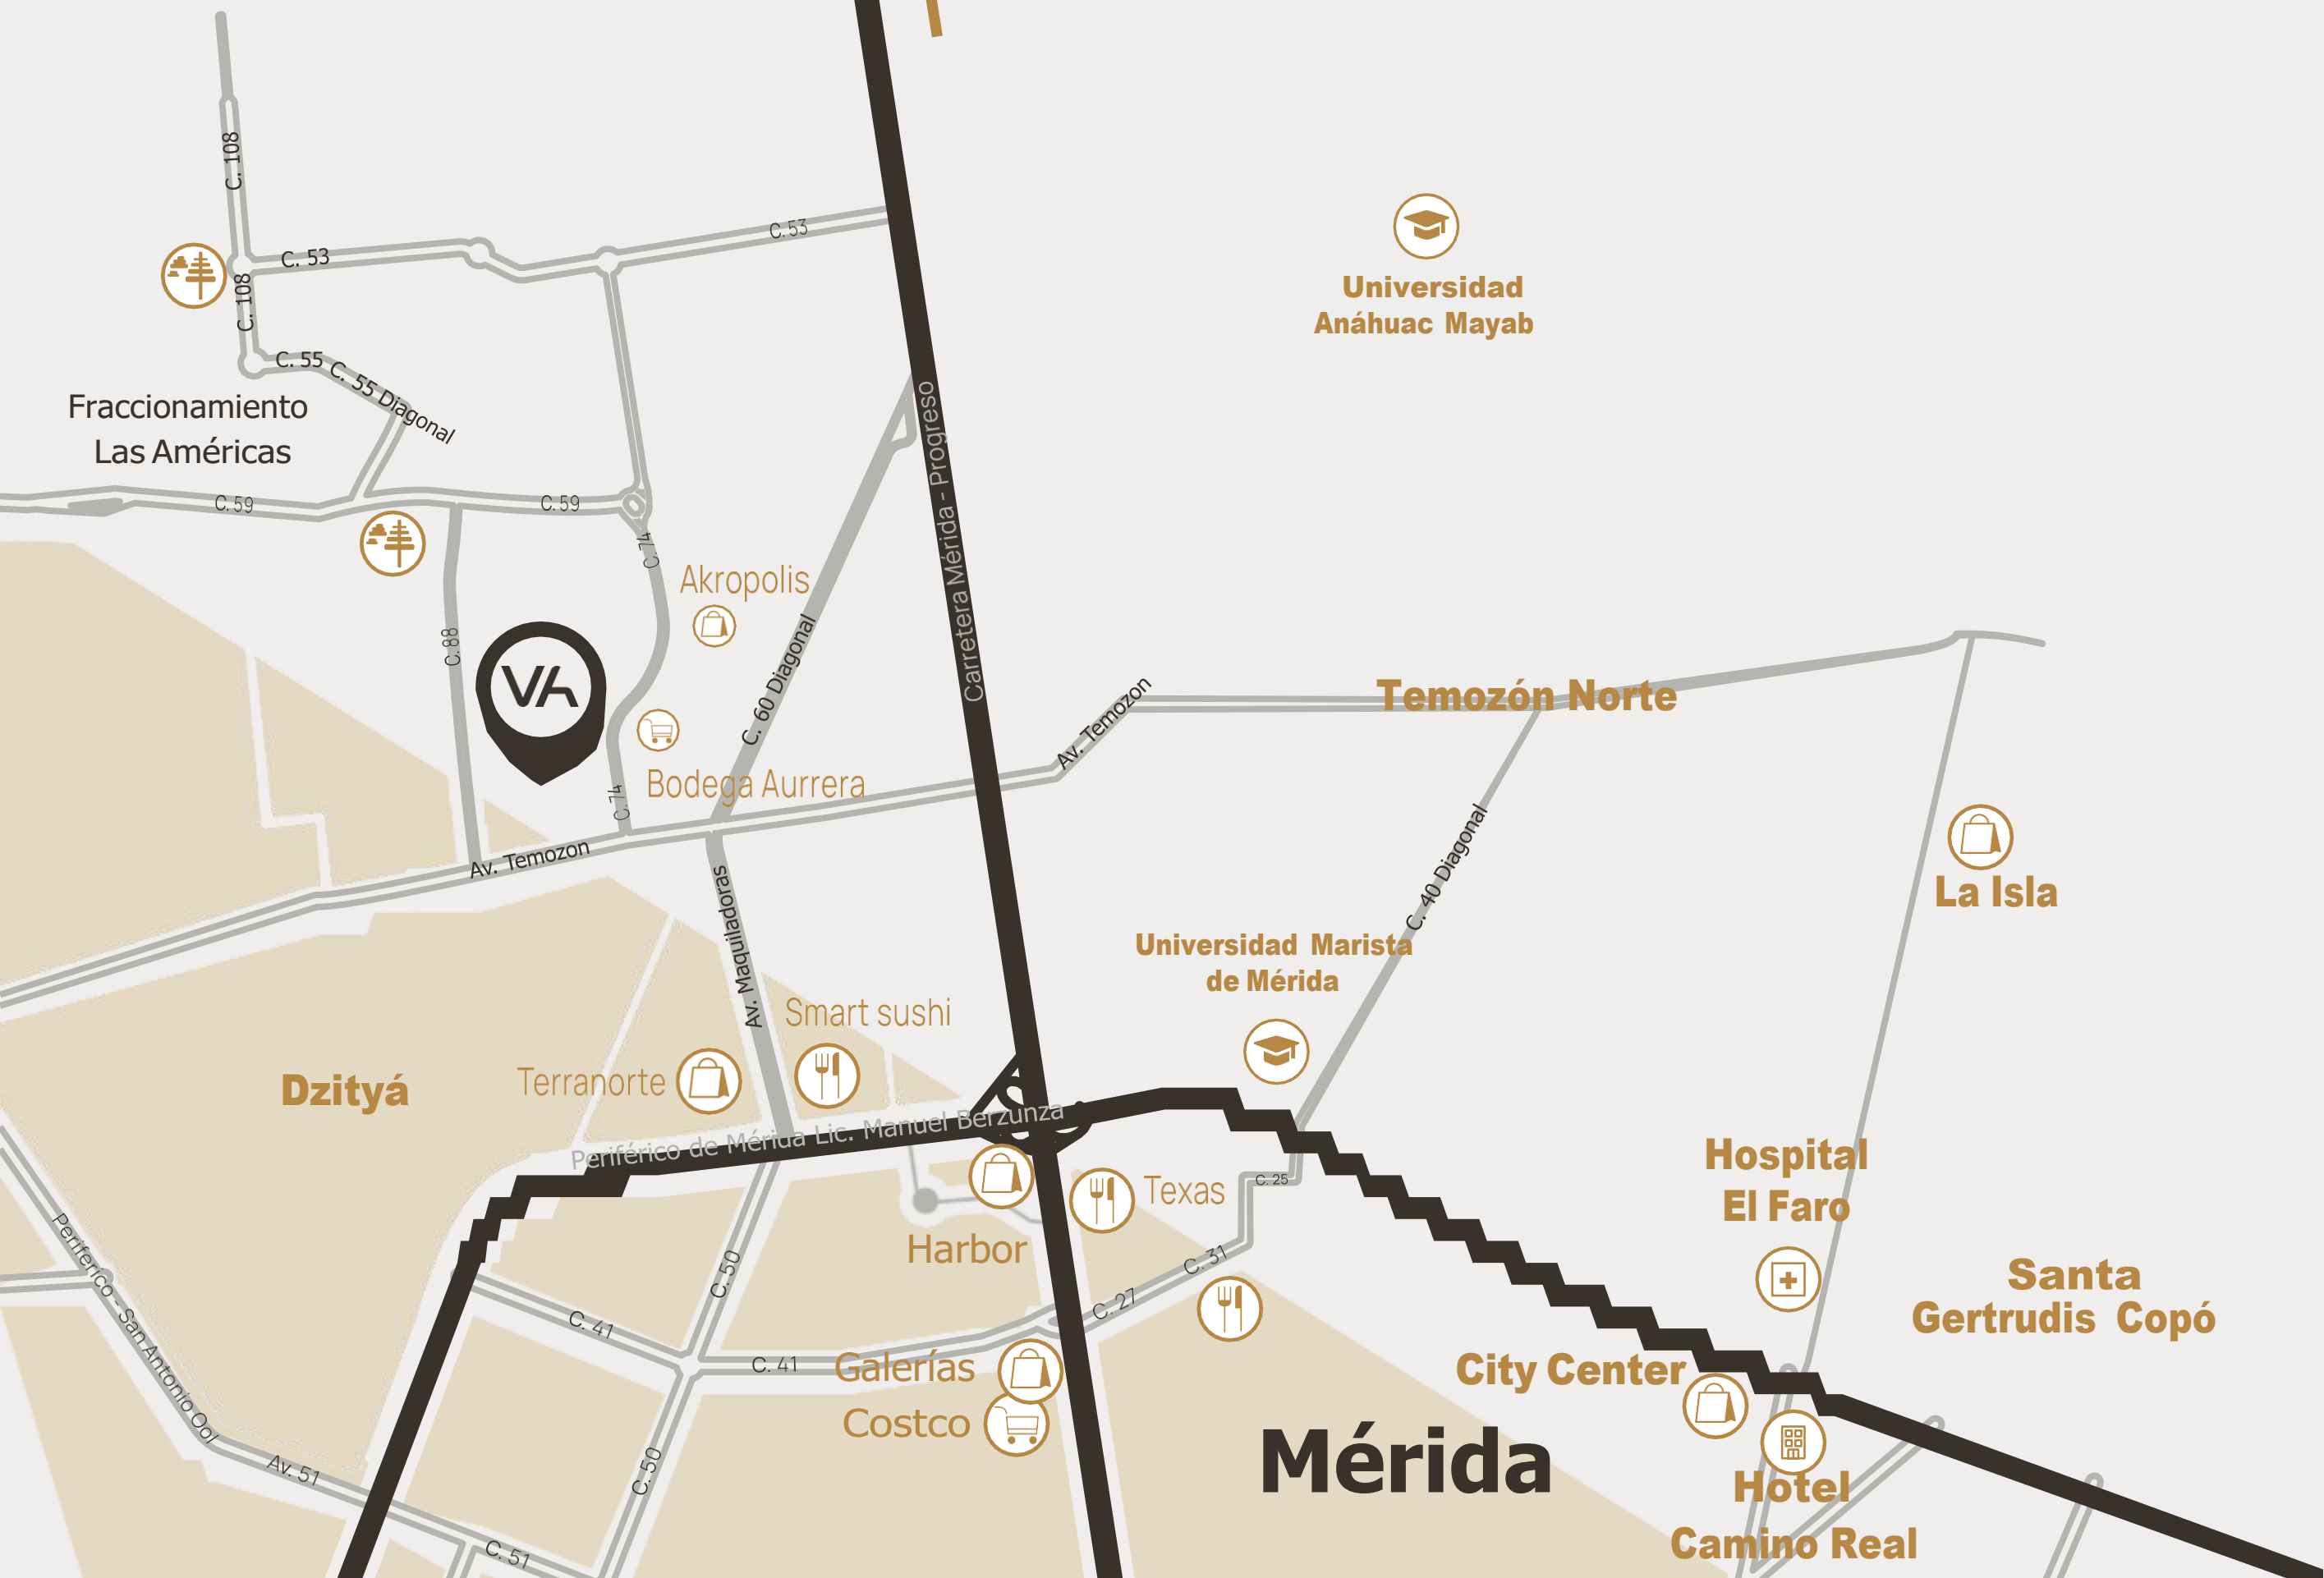 C. 108
C. 53
C. 53
C. 108
Universidad
Anáhuac Mayab
C. 55
C. 55 Diagonal
Fraccionamiento
Las Américas
Carretera Mérida - Progreso
C. 59
C. 59
C. 74
Akropolis
C. 88
C. 60 Diagonal
VA
Temozón Norte
Av. Temozon
Bodega Aurrera
C. 74
Av. Temozon
C. 40 Diagonal
La Isla
Av. Maquiladoras
Universidad Marista
de Mérida
Smart sushi
Terranorte
Dzityá
Periférico de Mérida Lic. Manuel Berzunza
Hospital
El Faro
Texas
C. 25
Harbor
C. 31
C. 50
C. 27
Periferico - San Antonio Ool
Santa
Gertrudis Copó
C. 41
C. 41
Galerías
City Center
Costco
Mérida
C. 50
Av. 51
Hotel
Camino Real
C. 51